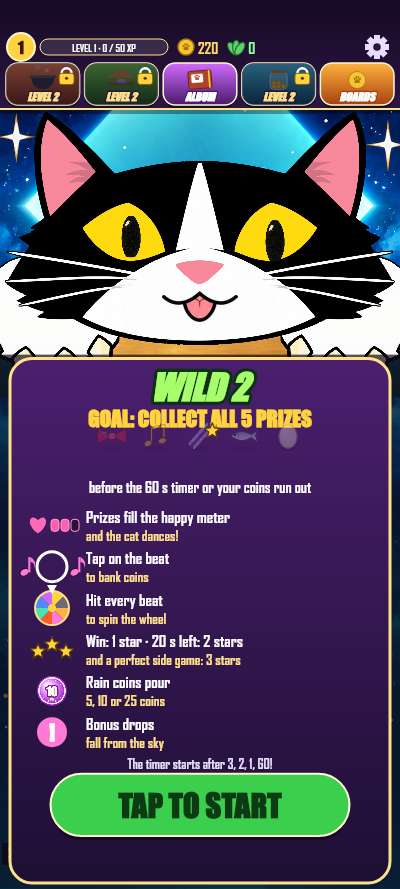 1
LEVEL 1 · 0 / 50 XP
220
0
LEVEL 2
LEVEL 2
ALBUM
LEVEL 2
BOARDS
WILD 2
GOAL: COLLECT ALL 5 PRIZES
before the 60 s timer or your coins run out
Prizes fill the happy meter
and the cat dances!
Tap on the beat
to bank coins
Hit every beat
to spin the wheel
Win: 1 star · 20 s left: 2 stars
and a perfect side game: 3 stars
10
Rain coins pour
5, 10 or 25 coins
!
Bonus drops
fall from the sky
The timer starts after 3, 2, 1, GO!
TAP TO START